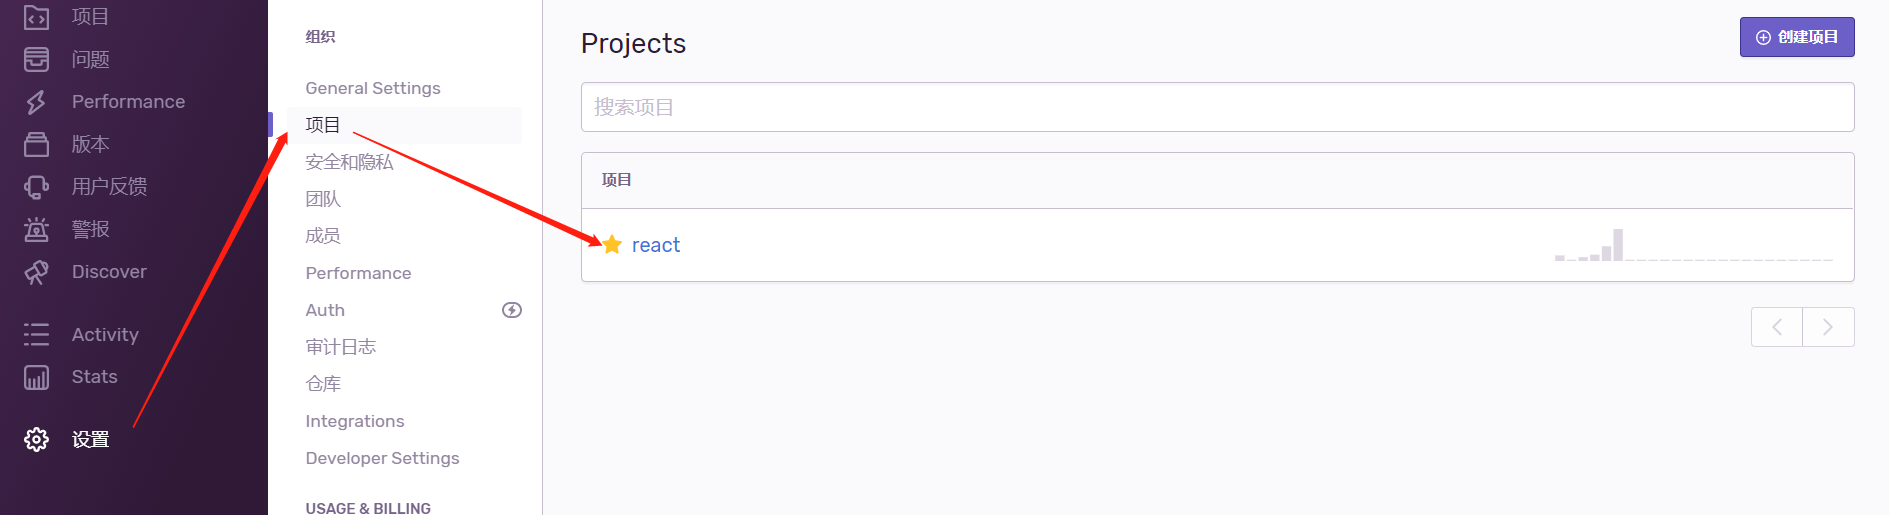 项目
问题
Performance
版本
用户反馈
警报
Discover
Activity
Stats
设置
组织
General Settings
项目
安全和隐私
团队
成员
Performance
Auth
审计日志
仓库
Integrations
Developer Settings
USAGE & BILLING
Projects
创建项目
搜索项目
项目
react